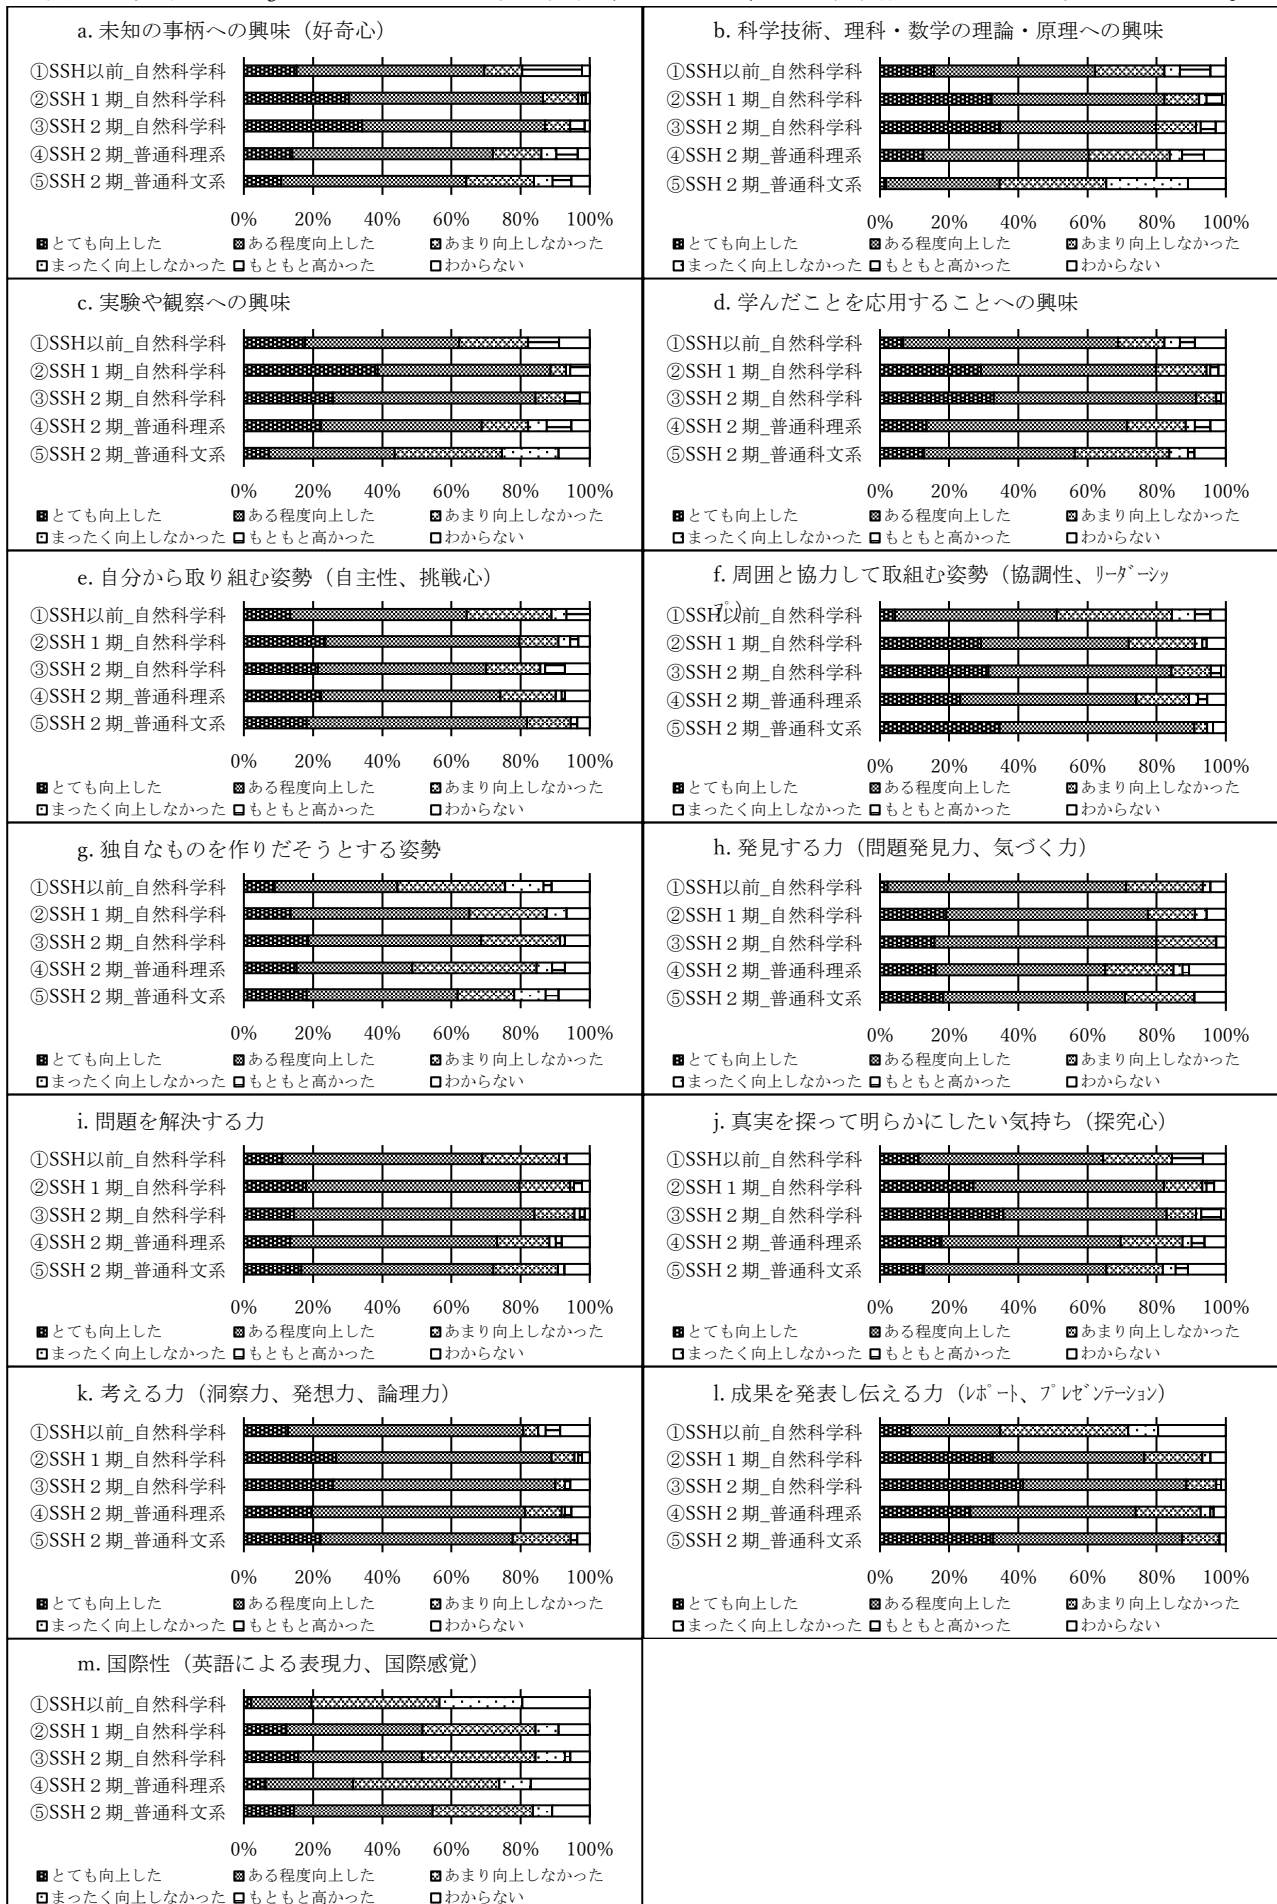 a. 未知の事柄への興味（好奇心）
①SSH以前_自然科学科
②SSH１期_自然科学科
③SSH２期_自然科学科
④SSH２期_普通科理系
⑤SSH２期_普通科文系
0% 20% 40% 60% 80% 100%
とても向上した ある程度向上した あまり向上しなかった
まったく向上しなかった もともと高かった わからない
b. 科学技術、理科・数学の理論・原理への興味
①SSH以前_自然科学科
②SSH１期_自然科学科
③SSH２期_自然科学科
④SSH２期_普通科理系
⑤SSH２期_普通科文系
0% 20% 40% 60% 80% 100%
とても向上した ある程度向上した あまり向上しなかった
まったく向上しなかった もともと高かった わからない
c. 実験や観察への興味
①SSH以前_自然科学科
②SSH１期_自然科学科
③SSH２期_自然科学科
④SSH２期_普通科理系
⑤SSH２期_普通科文系
0% 20% 40% 60% 80% 100%
とても向上した ある程度向上した あまり向上しなかった
まったく向上しなかった もともと高かった わからない
d. 学んだことを応用することへの興味
①SSH以前_自然科学科
②SSH１期_自然科学科
③SSH２期_自然科学科
④SSH２期_普通科理系
⑤SSH２期_普通科文系
0% 20% 40% 60% 80% 100%
とても向上した ある程度向上した あまり向上しなかった
まったく向上しなかった もともと高かった わからない
e. 自分から取り組む姿勢（自主性、挑戦心）
①SSH以前_自然科学科
②SSH１期_自然科学科
③SSH２期_自然科学科
④SSH２期_普通科理系
⑤SSH２期_普通科文系
0% 20% 40% 60% 80% 100%
とても向上した ある程度向上した あまり向上しなかった
まったく向上しなかった もともと高かった わからない
f. 周囲と協力して取組む姿勢（協調性、ﾘｰﾀﾞｰｼｯ
ﾌﾟ）
①SSH以前_自然科学科
②SSH１期_自然科学科
③SSH２期_自然科学科
④SSH２期_普通科理系
⑤SSH２期_普通科文系
0% 20% 40% 60% 80% 100%
とても向上した ある程度向上した あまり向上しなかった
まったく向上しなかった もともと高かった わからない
g. 独自なものを作りだそうとする姿勢
①SSH以前_自然科学科
②SSH１期_自然科学科
③SSH２期_自然科学科
④SSH２期_普通科理系
⑤SSH２期_普通科文系
0% 20% 40% 60% 80% 100%
とても向上した ある程度向上した あまり向上しなかった
まったく向上しなかった もともと高かった わからない
h. 発見する力（問題発見力、気づく力）
①SSH以前_自然科学科
②SSH１期_自然科学科
③SSH２期_自然科学科
④SSH２期_普通科理系
⑤SSH２期_普通科文系
0% 20% 40% 60% 80% 100%
とても向上した ある程度向上した あまり向上しなかった
まったく向上しなかった もともと高かった わからない
i. 問題を解決する力
①SSH以前_自然科学科
②SSH１期_自然科学科
③SSH２期_自然科学科
④SSH２期_普通科理系
⑤SSH２期_普通科文系
0% 20% 40% 60% 80% 100%
とても向上した ある程度向上した あまり向上しなかった
まったく向上しなかった もともと高かった わからない
j. 真実を探って明らかにしたい気持ち（探究心）
①SSH以前_自然科学科
②SSH１期_自然科学科
③SSH２期_自然科学科
④SSH２期_普通科理系
⑤SSH２期_普通科文系
0% 20% 40% 60% 80% 100%
とても向上した ある程度向上した あまり向上しなかった
まったく向上しなかった もともと高かった わからない
k. 考える力（洞察力、発想力、論理力）
①SSH以前_自然科学科
②SSH１期_自然科学科
③SSH２期_自然科学科
④SSH２期_普通科理系
⑤SSH２期_普通科文系
0% 20% 40% 60% 80% 100%
とても向上した ある程度向上した あまり向上しなかった
まったく向上しなかった もともと高かった わからない
l. 成果を発表し伝える力（ﾚﾎﾟｰﾄ、ﾌﾟﾚｾﾞﾝﾃｰｼｮﾝ）
①SSH以前_自然科学科
②SSH１期_自然科学科
③SSH２期_自然科学科
④SSH２期_普通科理系
⑤SSH２期_普通科文系
0% 20% 40% 60% 80% 100%
とても向上した ある程度向上した あまり向上しなかった
まったく向上しなかった もともと高かった わからない
m. 国際性（英語による表現力、国際感覚）
①SSH以前_自然科学科
②SSH１期_自然科学科
③SSH２期_自然科学科
④SSH２期_普通科理系
⑤SSH２期_普通科文系
0% 20% 40% 60% 80% 100%
とても向上した ある程度向上した あまり向上しなかった
まったく向上しなかった もともと高かった わからない